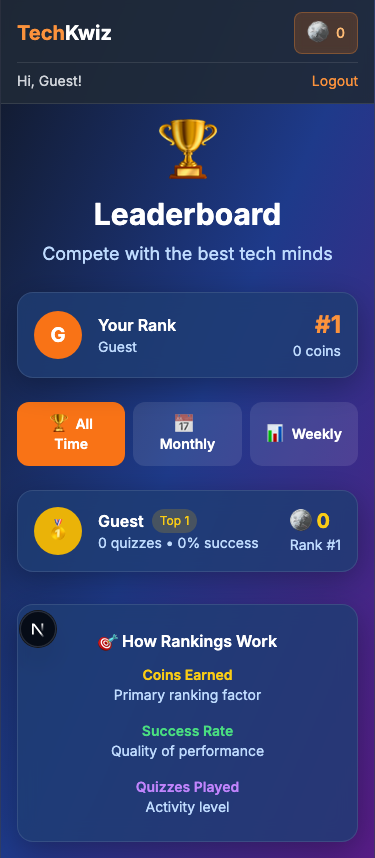 TechKwiz
0
Hi, Guest!
Logout
Leaderboard
Compete with the best tech minds
G
Your Rank
Guest
#1
0 coins
All
Time
Monthly
Weekly
Guest
Top 1
0 quizzes • 0% success
0
Rank #1
N
How Rankings Work
Coins Earned
Primary ranking factor
Success Rate
Quality of performance
Quizzes Played
Activity level